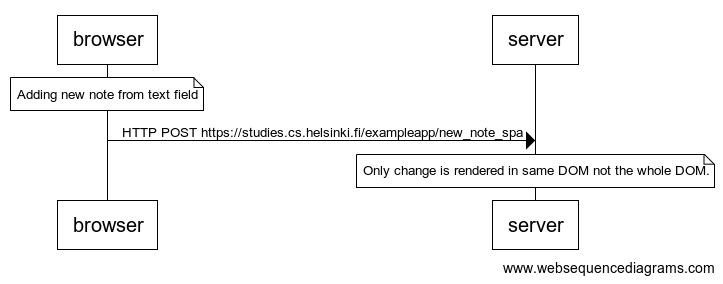 browser
server
Adding new note from text field
HTTP POST https://studies.cs.helsinki.fi/exampleapp/new_note_spa
Only change is rendered in same DOM not the whole DOM.
browser
server
www.websequencediagrams.com